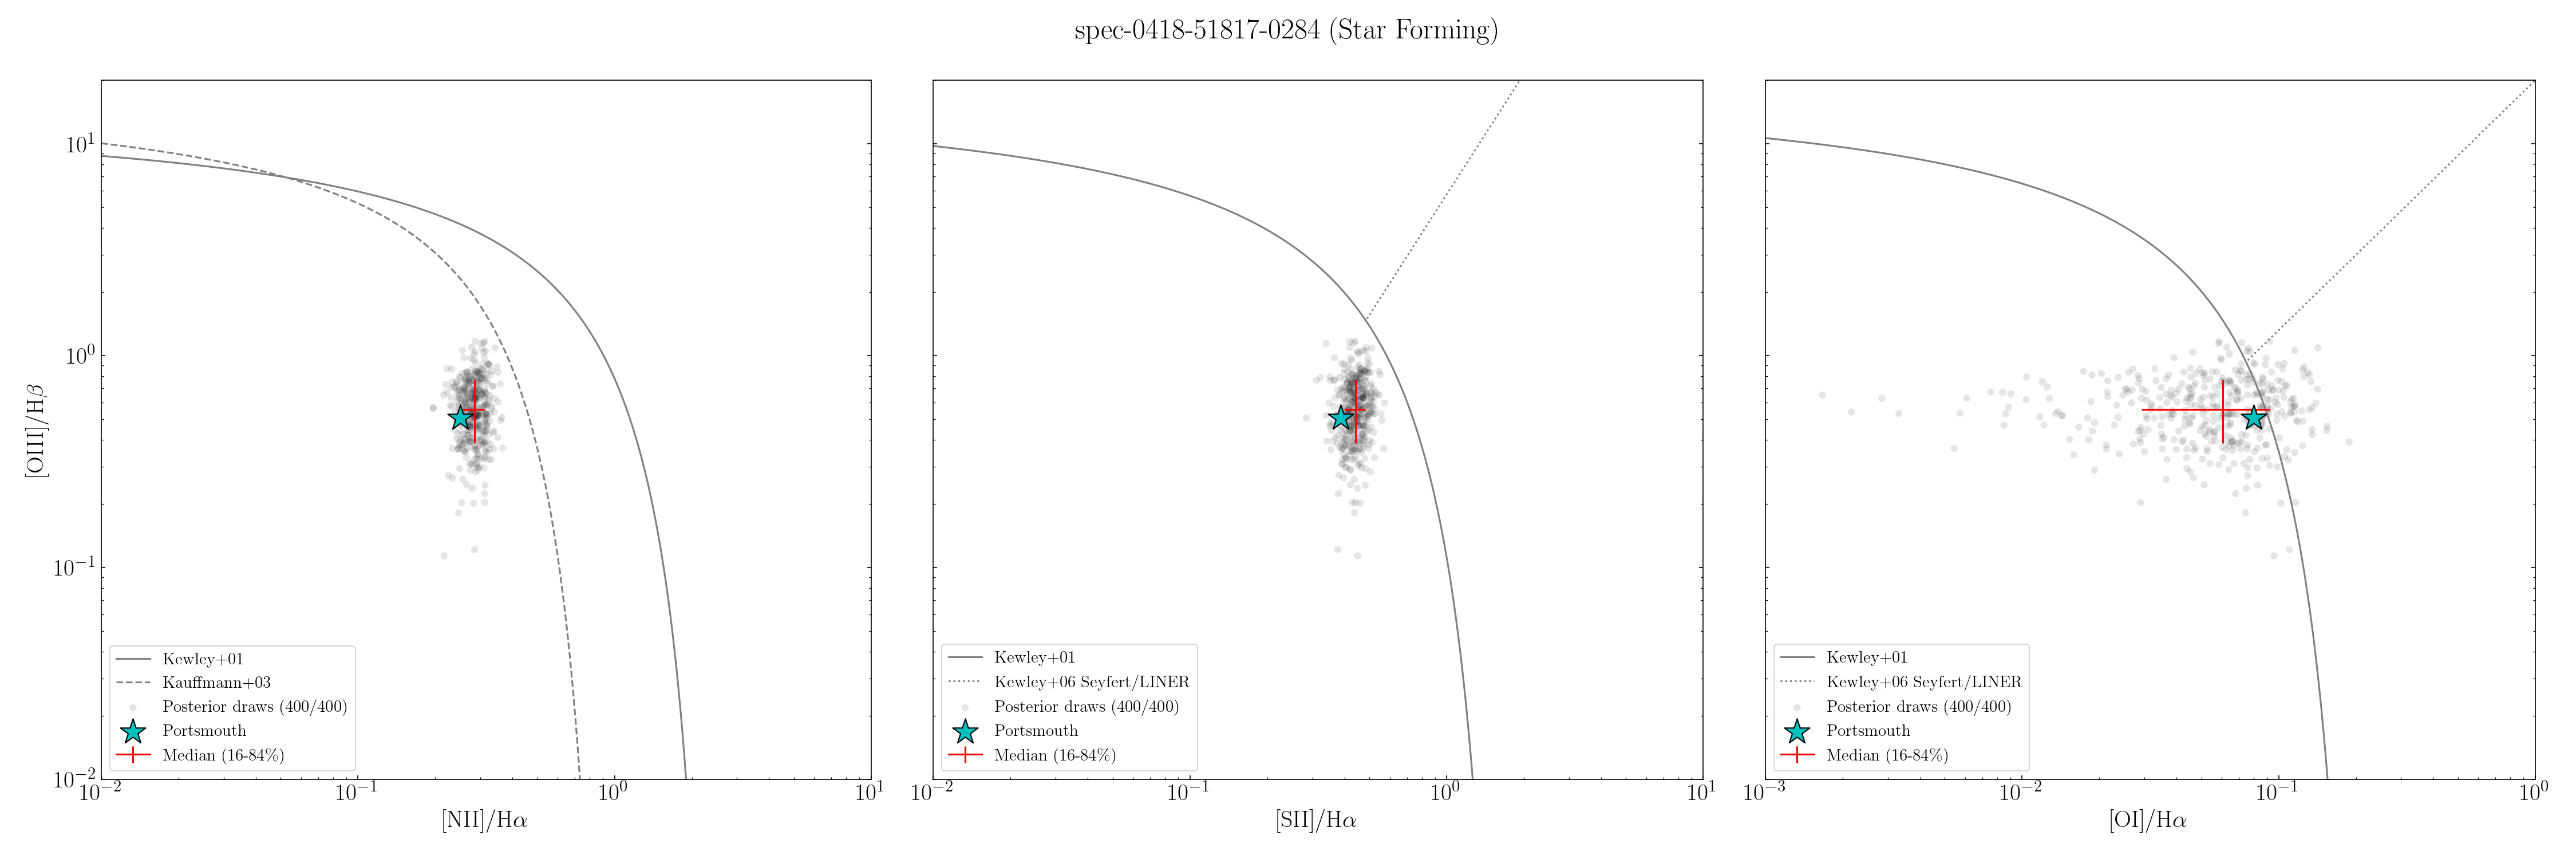 spec-0418-51817-0284 (Star Forming)
[OIII]/Hβ
10^1
10^0
10^-1
10^-2
Kewley+01
Kauffmann+03
Posterior draws (400/400)
Portsmouth
Median (16-84%)
10^-2
10^-1
10^0
10^1
[NII]/Hα
Kewley+01
Kewley+06 Seyfert/LINER
Posterior draws (400/400)
Portsmouth
Median (16-84%)
10^-2
10^-1
10^0
10^1
[SII]/Hα
Kewley+01
Kewley+06 Seyfert/LINER
Posterior draws (400/400)
Portsmouth
Median (16-84%)
10^-3
10^-2
10^-1
10^0
[OI]/Hα